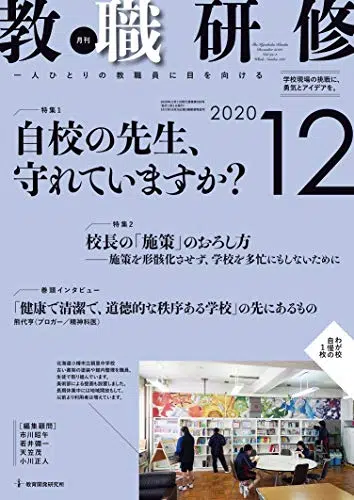 月刊
教職研修
一人ひとりの教職員に目を向ける
学校現場の挑戦に、
勇気とアイデアを。
特集1
2020
12
自校の先生、
守れていますか?
特集2
校長の「施策」のおろし方
――施策を形骸化させず、学校を多忙にもしないために
巻頭インタビュー
「健康で清潔で、道徳的な秩序ある学校」の先にあるもの
熊代亨(ブロガー/精神科医)
わが校
自慢の
1枚
[編集顧問]
市川昭午
若井彌一
天笠茂
小川正人
教育開発研究所